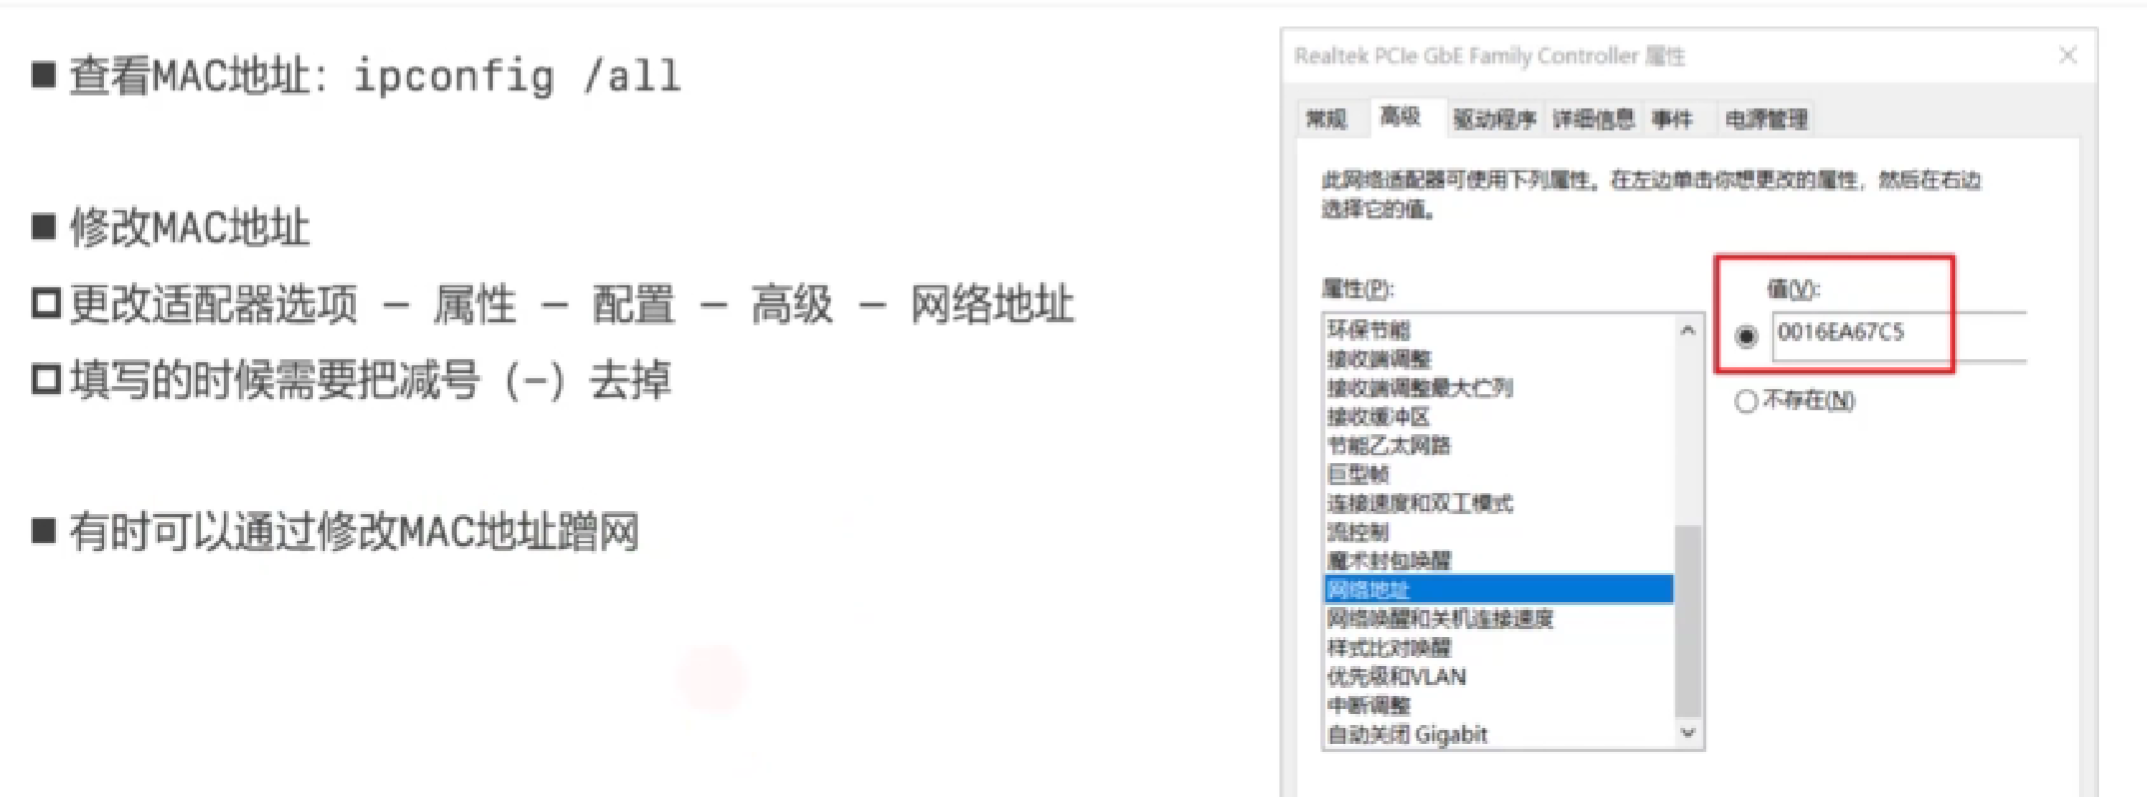 ■ 查看MAC地址：ipconfig /all
■ 修改MAC地址
更改适配器选项 – 属性 – 配置 – 高级 – 网络地址
填写的时候需要把减号（–）去掉
■ 有时可以通过修改MAC地址蹭网
Realtek PCIe GbE Family Controller 属性
常规 高级 驱动程序 详细信息 事件 电源管理
此网络适配器可使用下列属性。在左边单击你想更改的属性，然后在右边
选择它的值。
属性(P):
环保节能
接收端调整
接收端调整最大伫列
接收缓冲区
节能乙太网路
巨型帧
连接速度和双工模式
流控制
魔术封包唤醒
网络地址
网络唤醒和关机连接速度
样式比对唤醒
优先级和VLAN
中断调整
自动关闭 Gigabit
值(V):
0016EA67C5
不存在(N)